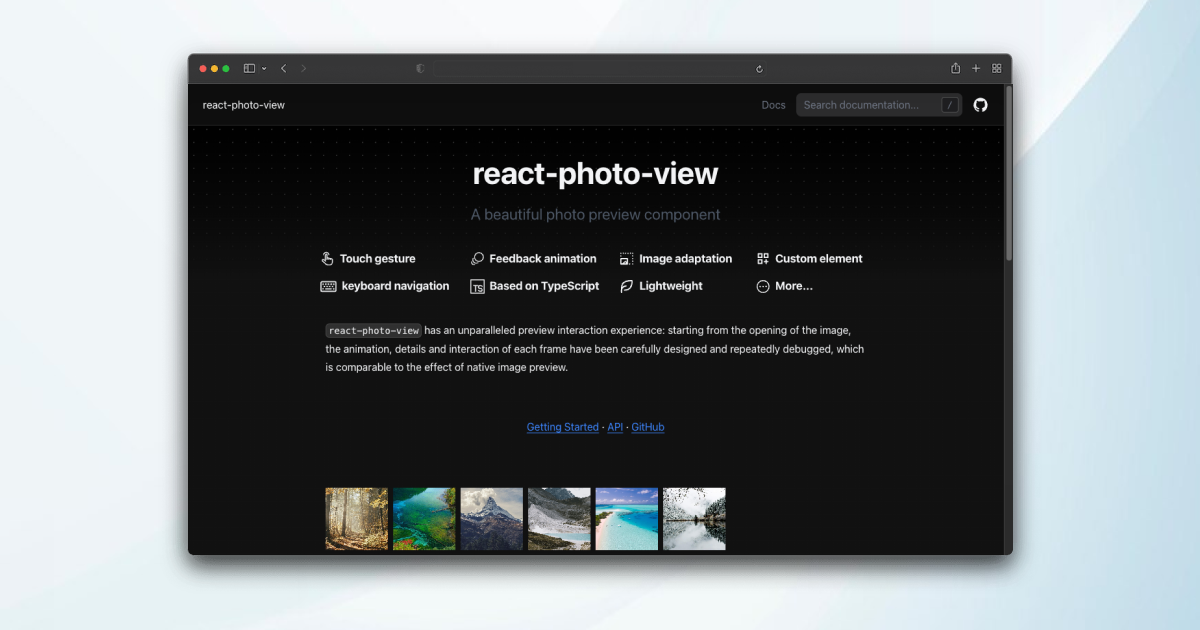 react-photo-view
Docs
Search documentation...
/
react-photo-view
A beautiful photo preview component
Touch gesture
Feedback animation
Image adaptation
Custom element
keyboard navigation
TS
Based on TypeScript
Lightweight
More...
react-photo-view has an unparalleled preview interaction experience: starting from the opening of the image,
the animation, details and interaction of each frame have been carefully designed and repeatedly debugged, which
is comparable to the effect of native image preview.
Getting Started · API · GitHub